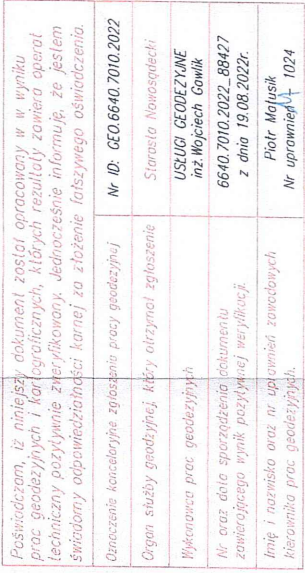 Poświadczam, iż niniejszy dokument został opracowany w w wyniku
prac geodezyjnych i kartograficznych, których rezultaty zawiera operat
techniczny pozytywnie zweryfikowany. Jednocześnie informuję, że jestem
świadomy odpowiedzialności karnej za złożenie fałszywego oświadczenia.
Oznaczenie kancelaryjne zgłoszenia pracy geodezyjnej
Nr ID: GEO.6640.7010.2022
Organ służby geodzyjnej, który otrzymał zgłoszenie
Starosta Nowosądecki
Wykonawca prac geodezyjnych
USŁUGI GEODEZYJNE
inż.Wojciech Gawlik
Nr oraz data sporządzenia dokumentu
zawierającego wynik pozytywnej weryfikacji.
6640.7010.2022_88427
z dnia 19.08.2022r.
Imię i nazwisko oraz nr uprawnień zawodowych
kierownika prac geodezyjnych.
Piotr Matusik
Nr uprawnień - 1024